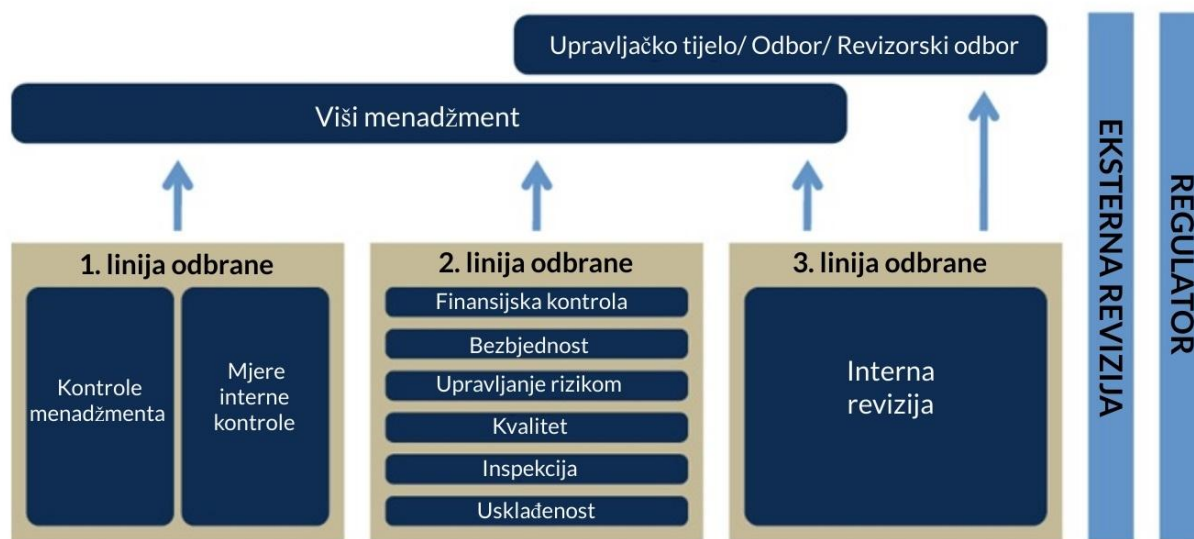 Upravljačko tijelo/ Odbor/ Revizorski odbor
Viši menadžment
1. linija odbrane
Kontrole
menadžmenta
Mjere
interne
kontrole
2. linija odbrane
Finansijska kontrola
Bezbjednost
Upravljanje rizikom
Kvalitet
Inspekcija
Usklađenost
3. linija odbrane
Interna
revizija
EKSTERNA REVIZIJA
REGULATOR